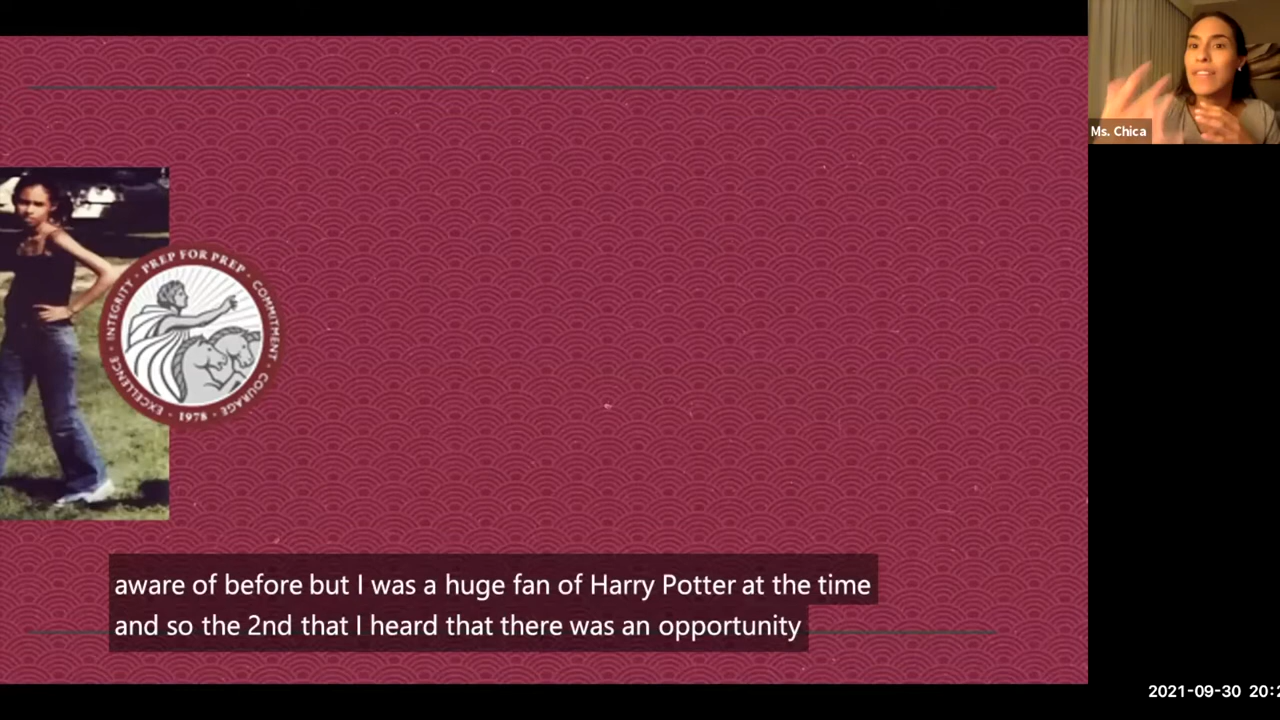 Ms. Chica
PREP FOR PREP · COMMITMENT · COURAGE · 1978 · EXCELLENCE · INTEGRITY ·
aware of before but I was a huge fan of Harry Potter at the time
and so the 2nd that I heard that there was an opportunity
2021-09-30 20:2